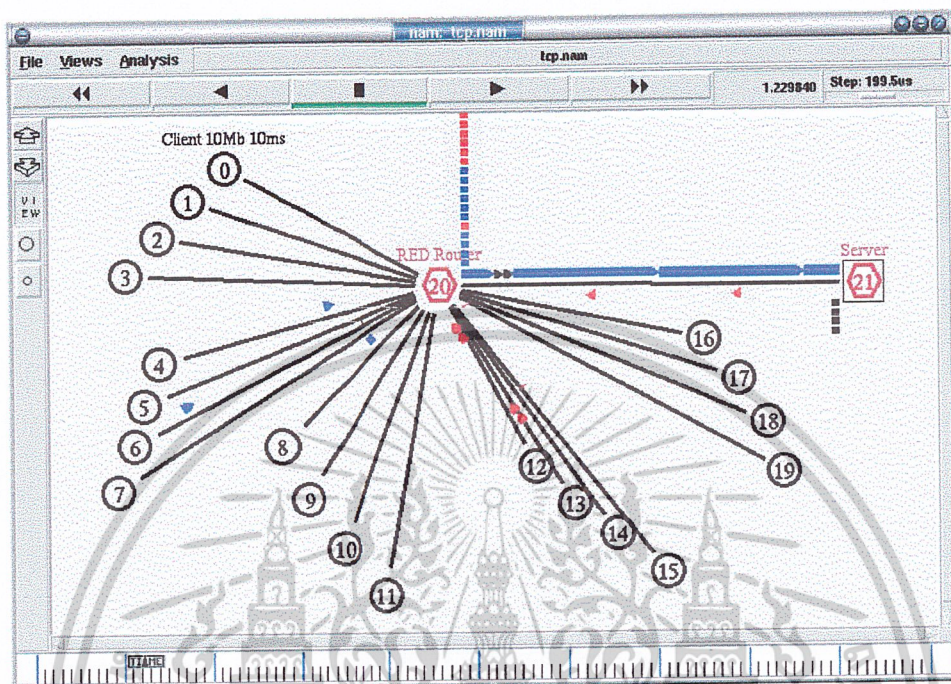 nam: tcp.nam
File Views Analysis tcp.nam
1.229840 Step: 199.5us
VIEW
Client 10Mb 10ms
0
1
2
3
RED Router
20
Server
21
4
5
6
7
8
9
10
11
12
13
14
15
16
17
18
19
TIME